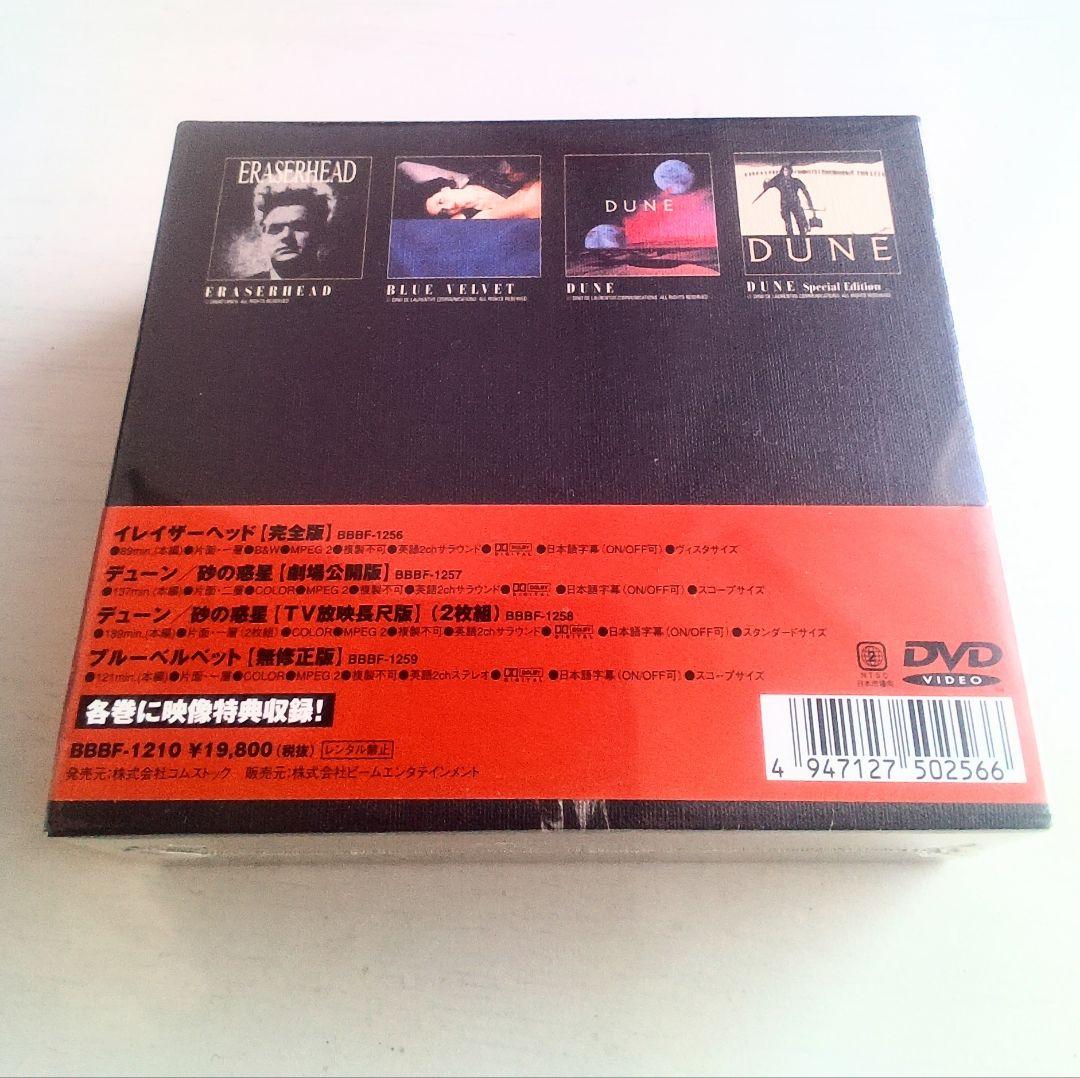 ERASERHEAD
DUNE
DUNE
ERASERHEAD
BLUE VELVET
DUNE
DUNE Special Edition
イレイザーヘッド【完全版】BBBF-1256
●89min.(本編)●片面・一層●B&W●MPEG 2●複製不可●英語2chサラウンド●DOLBY DIGITAL●日本語字幕(ON/OFF可)●ヴィスタサイズ
デューン/砂の惑星【劇場公開版】BBBF-1257
●137min.(本編)●片面・二層●COLOR●MPEG 2●複製不可●英語2chサラウンド●DOLBY DIGITAL●日本語字幕(ON/OFF可)●スコープサイズ
デューン/砂の惑星【TV放映長尺版】(2枚組)BBBF-1258
●189min.(本編)●片面・一層(2枚組)●COLOR●MPEG 2●複製不可●英語2chサラウンド●DOLBY DIGITAL●日本語字幕(ON/OFF可)●スタンダードサイズ
ブルーベルベット【無修正版】BBBF-1259
●121min.(本編)●片面・一層●COLOR●MPEG 2●複製不可●英語2chステレオ●DOLBY DIGITAL●日本語字幕(ON/OFF可)●スコープサイズ
2
NTSC
日本市場向
DVD
VIDEO
各巻に映像特典収録!
BBBF-1210 ¥19,800(税抜) レンタル禁止
発売元:株式会社コムストック 販売元:株式会社ビームエンタテインメント
4 947127 502566